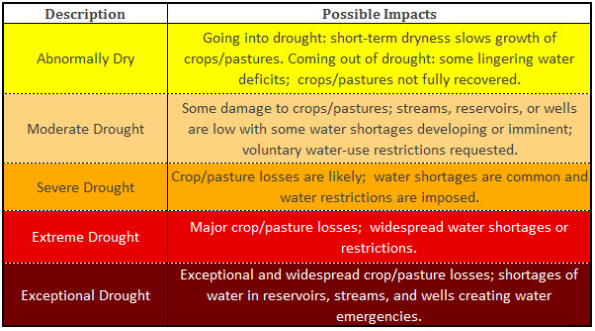 Description
Possible Impacts
Abnormally Dry
Going into drought: short-term dryness slows growth of
crops/pastures. Coming out of drought: some lingering water
deficits; crops/pastures not fully recovered.
Moderate Drought
Some damage to crops/pastures; streams, reservoirs, or wells
are low with some water shortages developing or imminent;
voluntary water-use restrictions requested.
Severe Drought
Crop/pasture losses are likely; water shortages are common and
water restrictions are imposed.
Extreme Drought
Major crop/pasture losses; widespread water shortages or
restrictions.
Exceptional Drought
Exceptional and widespread crop/pasture losses; shortages of
water in reservoirs, streams, and wells creating water
emergencies.